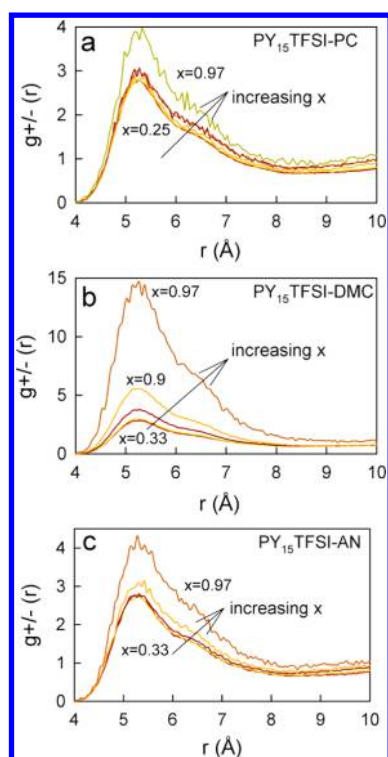 a
PY₁₅TFSI-PC
x=0.97
increasing x
x=0.25
g+/- (r)
4
3
2
1
0
4 5 6 7 8 9 10
r (Å)
b
PY₁₅TFSI-DMC
x=0.97
increasing x
x=0.9
x=0.33
g+/- (r)
15
10
5
0
4 5 6 7 8 9 10
r (Å)
c
PY₁₅TFSI-AN
x=0.97
increasing x
x=0.33
g+/- (r)
4
3
2
1
0
4 5 6 7 8 9 10
r (Å)